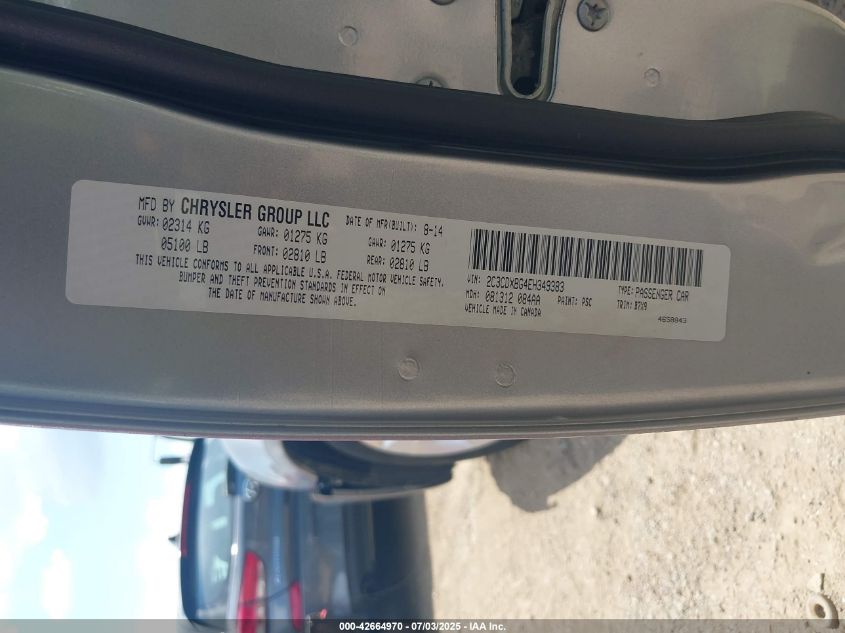 MFD BY CHRYSLER GROUP LLC
DATE OF MFR(BUILT): 8-14
GVWR: 02314 KG
GAWR: 01275 KG
GAWR: 01275 KG
05100 LB
FRONT: 02810 LB
REAR: 02810 LB
THIS VEHICLE CONFORMS TO ALL APPLICABLE U.S.A. FEDERAL MOTOR VEHICLE SAFETY,
BUMPER AND THEFT PREVENTION STANDARDS IN EFFECT ON
THE DATE OF MANUFACTURE SHOWN ABOVE.
VIN: 2C3CDXBG4EH349383
TYPE: PASSENGER CAR
MDH: 081312 084AA
PAINT: PSC
TRIM: B7X9
VEHICLE MADE IN CANADA
4658843
000-42664970 - 07/03/2025 - IAA Inc.